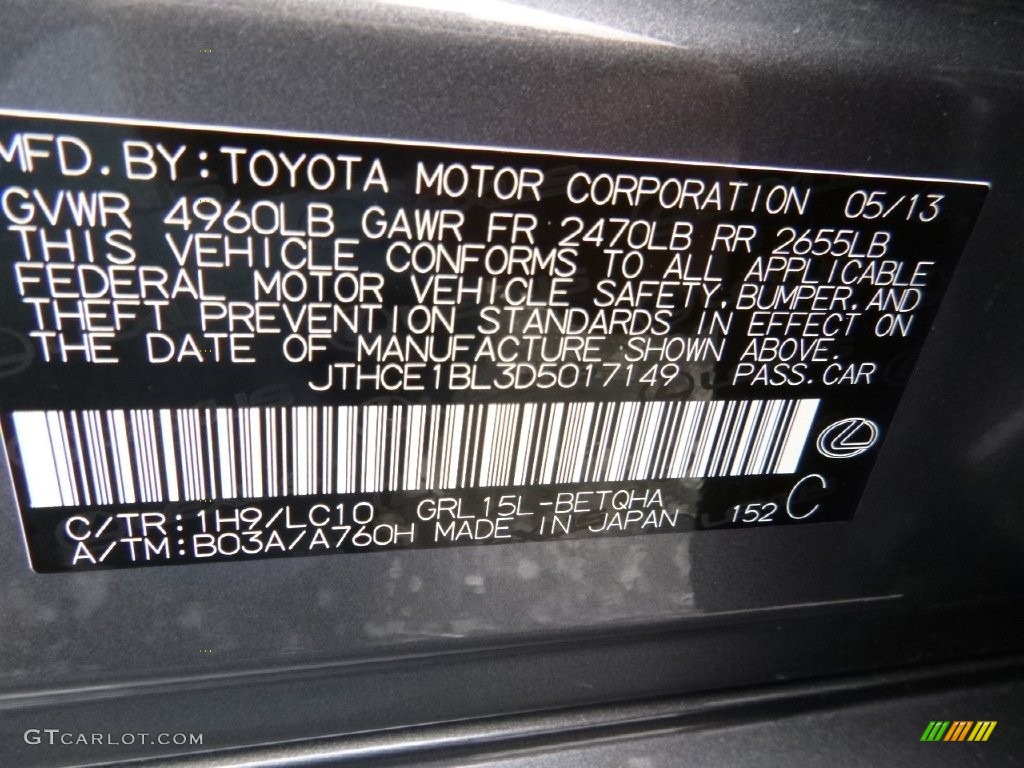 MFD. BY: TOYOTA MOTOR CORPORATION 05/13
GVWR 4960LB GAWR FR 2470LB RR 2655LB
THIS VEHICLE CONFORMS TO ALL APPLICABLE
FEDERAL MOTOR VEHICLE SAFETY, BUMPER, AND
THEFT PREVENTION STANDARDS IN EFFECT ON
THE DATE OF MANUFACTURE SHOWN ABOVE.
JTHCE1BL3D5017149 PASS. CAR
C/TR: 1H9/LC10 GRL15L-BETQHA 152 C
A/TM: B03A/A760H MADE IN JAPAN
GTCARLOT.COM